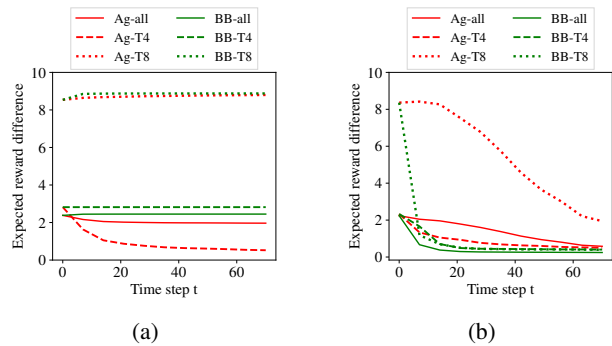 Ag-all BB-all
Ag-T4 BB-T4
Ag-T8 BB-T8
10
8
6
4
2
0
Expected reward difference
0 20 40 60
Time step t
(a)
Ag-all BB-all
Ag-T4 BB-T4
Ag-T8 BB-T8
10
8
6
4
2
0
Expected reward difference
0 20 40 60
Time step t
(b)